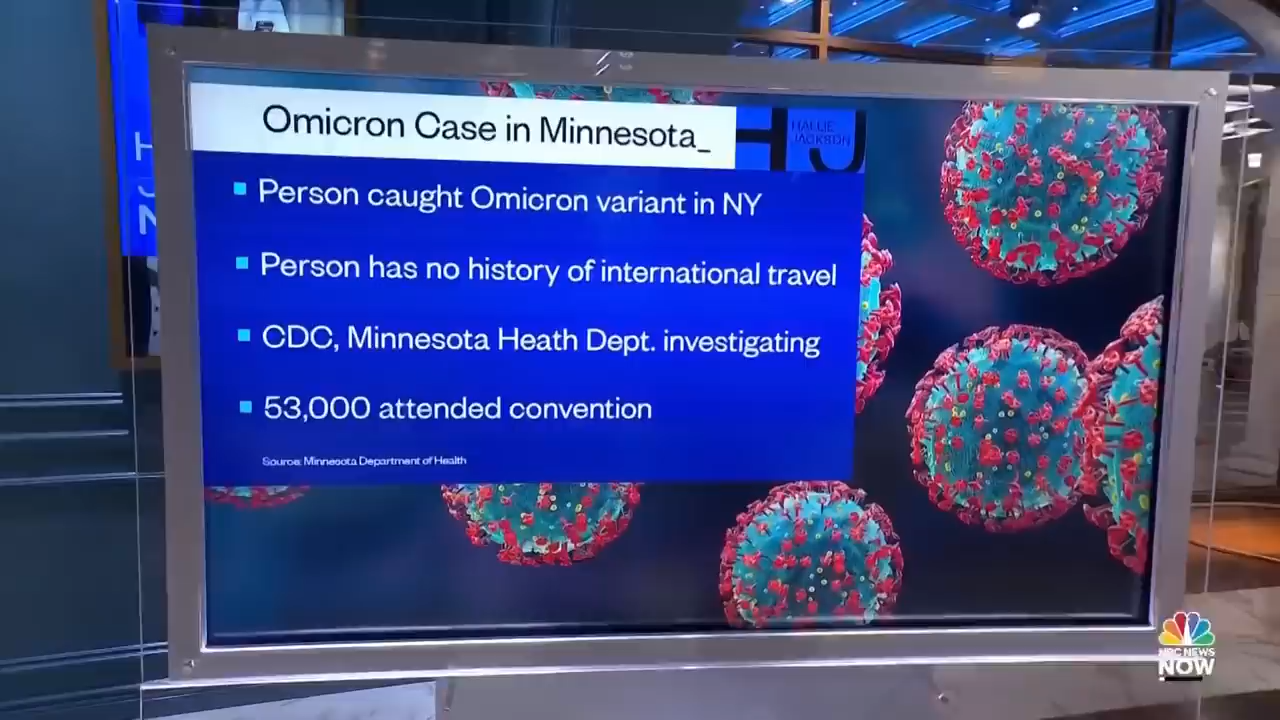 Omicron Case in Minnesota_
HALLIE
JACKSON
HJ
Person caught Omicron variant in NY
Person has no history of international travel
CDC, Minnesota Heath Dept. investigating
53,000 attended convention
Source: Minnesota Department of Health
H
J
N
NBC NEWS
NOW